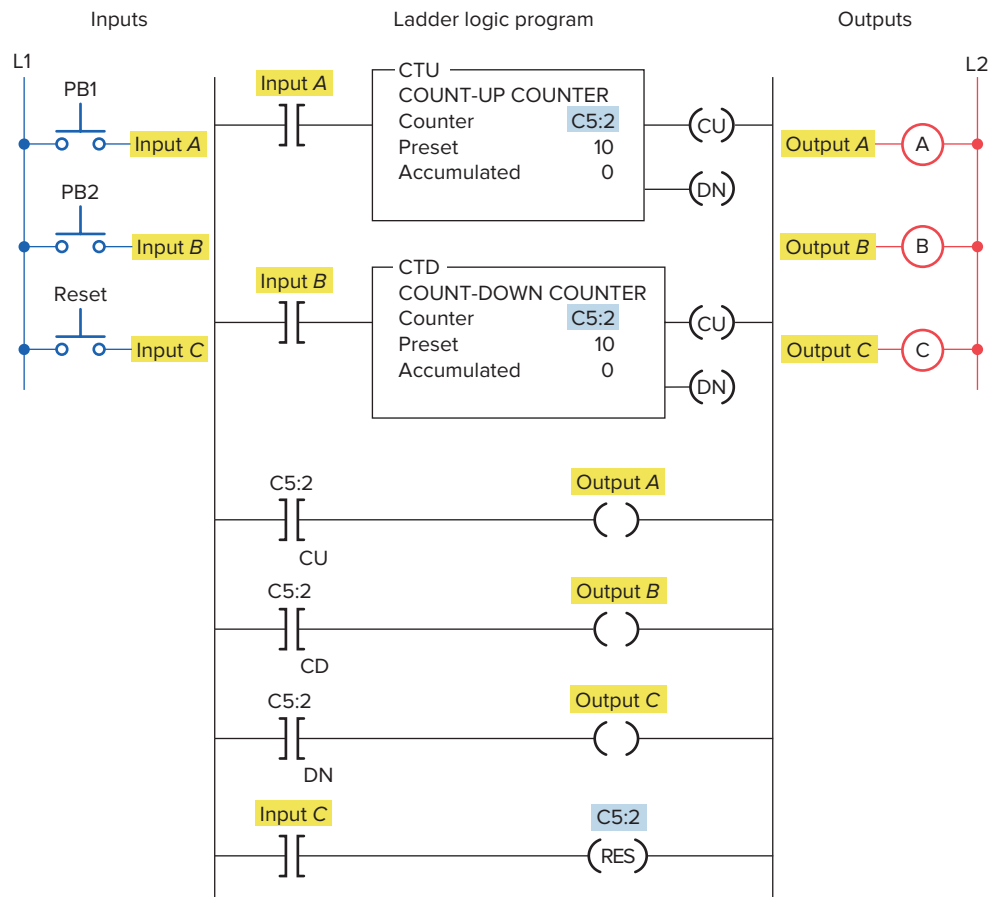 Inputs
Ladder logic program
Outputs
L1
L2
PB1
Input A
PB2
Input B
Reset
Input C
Input A
CTU
COUNT-UP COUNTER
Counter C5:2
Preset 10
Accumulated 0
CU
DN
Input B
CTD
COUNT-DOWN COUNTER
Counter C5:2
Preset 10
Accumulated 0
CU
DN
C5:2
CU
Output A
C5:2
CD
Output B
C5:2
DN
Output C
Input C
C5:2
RES
Output A
A
Output B
B
Output C
C